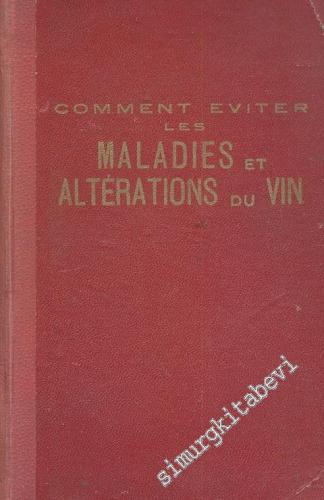 COMMENT EVITER
LES
MALADIES ET
ALTÉRATIONS DU VIN
simurgkitabevi